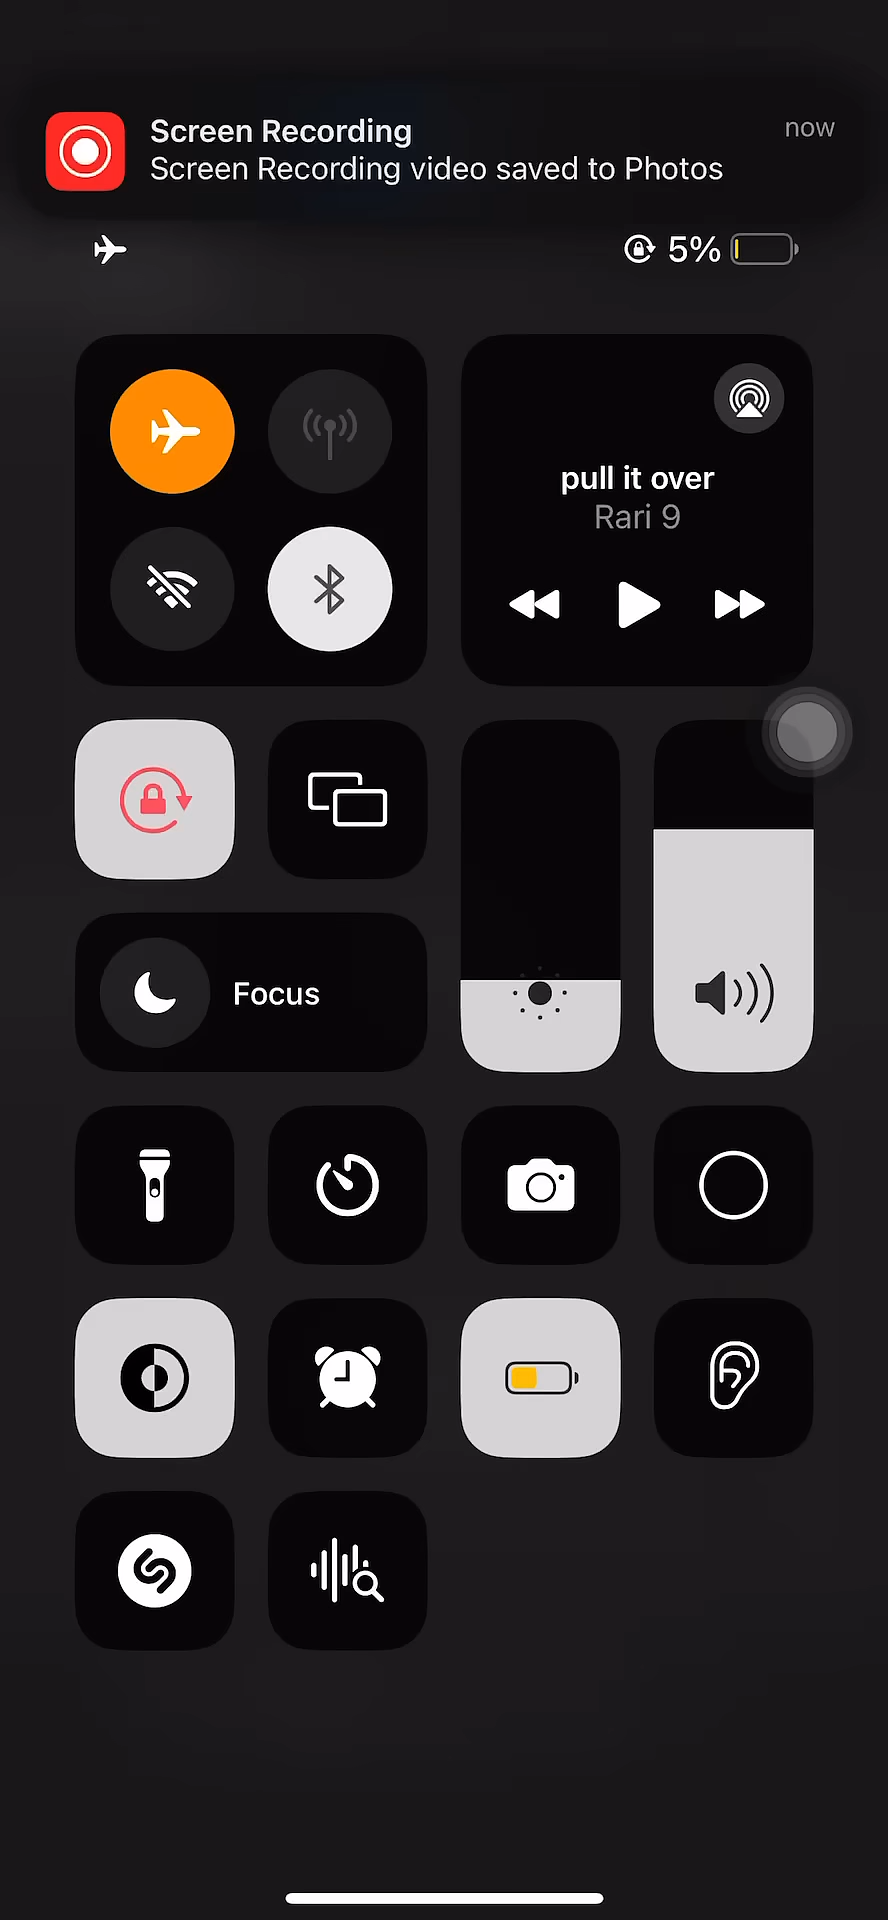 Screen Recording
now
Screen Recording video saved to Photos
5%
pull it over
Rari 9
Focus